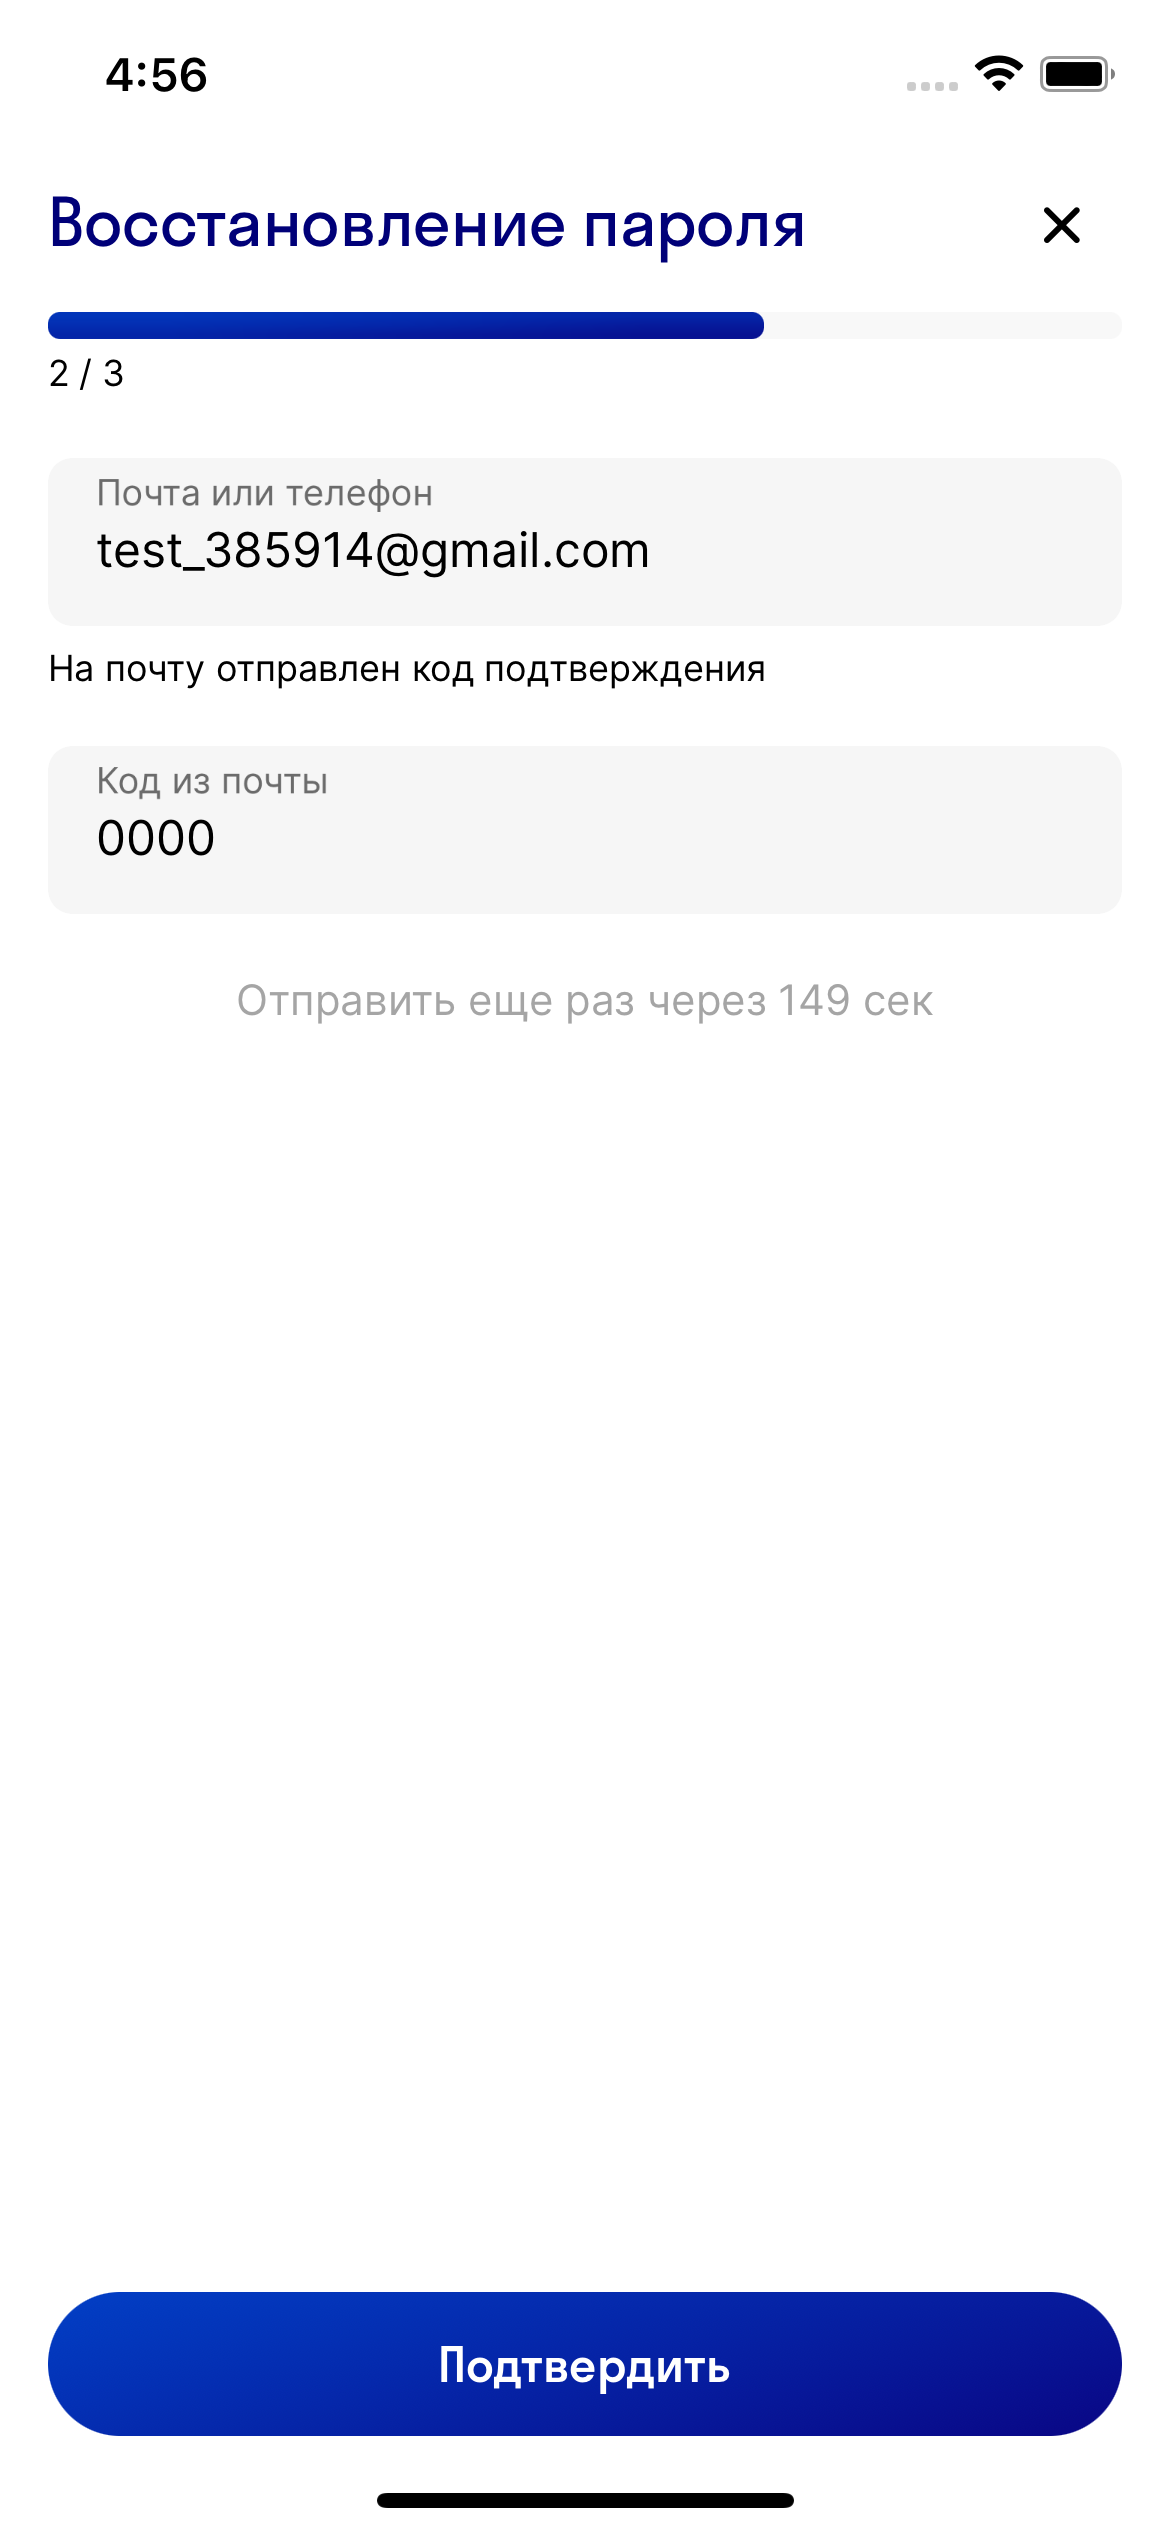 4:56
Восстановление пароля
2 / 3
Почта или телефон
test_385914@gmail.com
На почту отправлен код подтверждения
Код из почты
0000
Отправить еще раз через 149 сек
Подтвердить